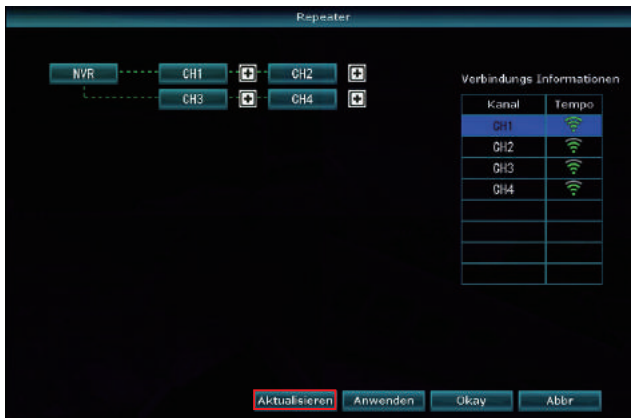 Repeater
NVR CH1 CH2
CH3 CH4
Verbindungs Informationen
Kanal Tempo
CH1
CH2
CH3
CH4
Aktualisieren Anwenden Okay Abbr